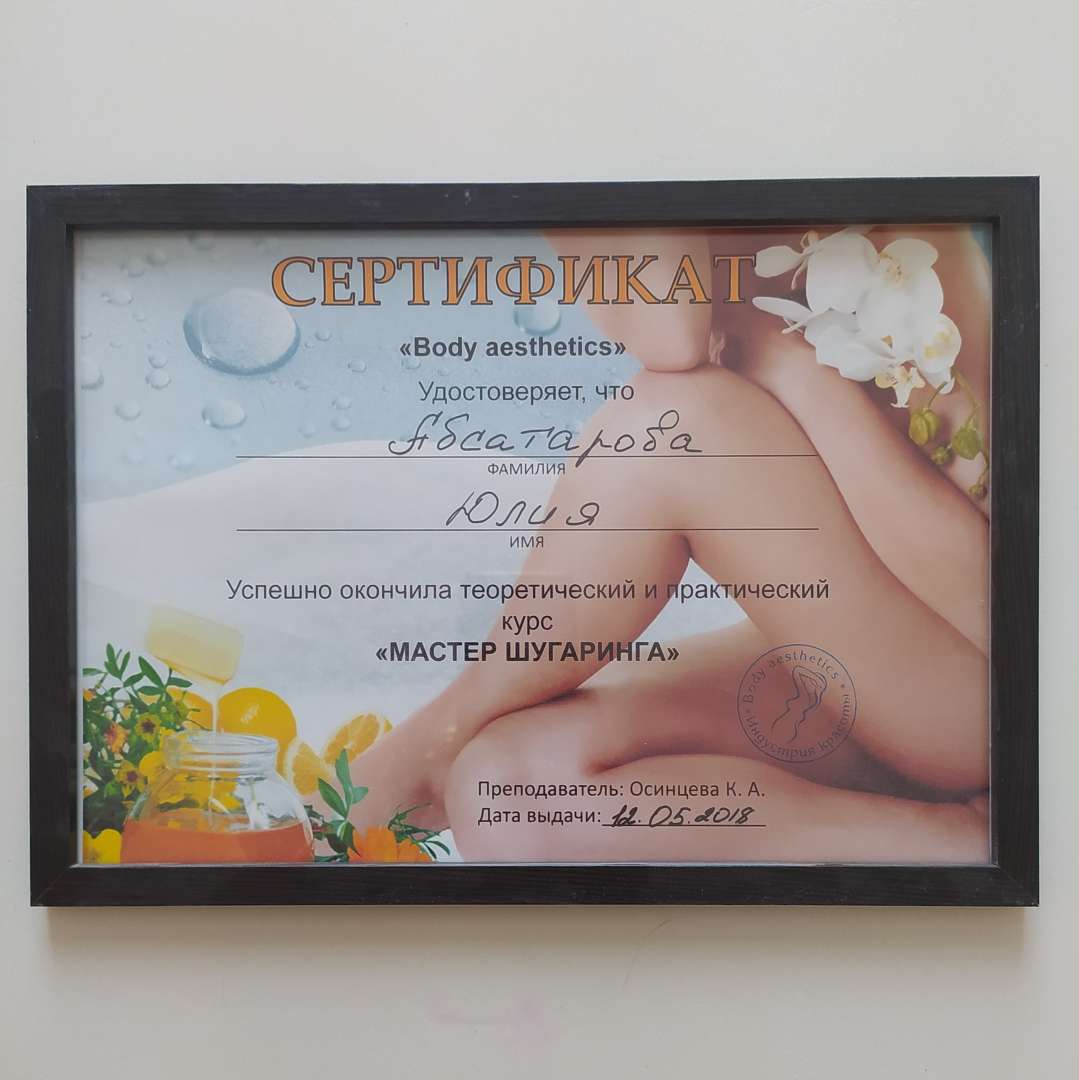 СЕРТИФИКАТ
«Body aesthetics»
Удостоверяет, что
Абсатарова
ФАМИЛИЯ
Юлия
ИМЯ
Успешно окончила теоретический и практический
курс
«МАСТЕР ШУГАРИНГА»
• Body aesthetics •
Индустрия красоты
Преподаватель: Осинцева К. А.
Дата выдачи: 12.05.2018